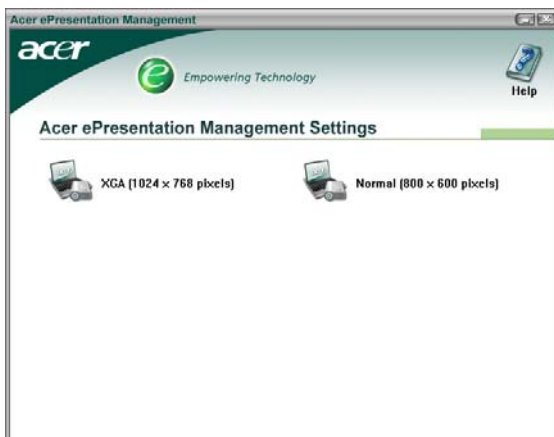 Acer ePresentation Management
acer
e Empowering Technology
Help
Acer ePresentation Management Settings
XGA (1024 x 768 pixels)
Normal (800 x 600 pixels)